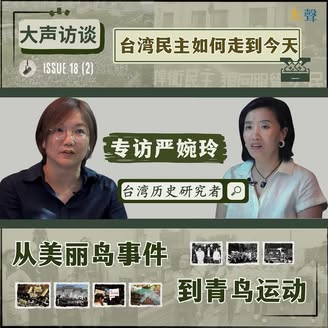 聲
大声访谈
ISSUE 18 (2)
台湾民主如何走到今天
专访严婉玲
台湾历史研究者
从美丽岛事件
到青鸟运动